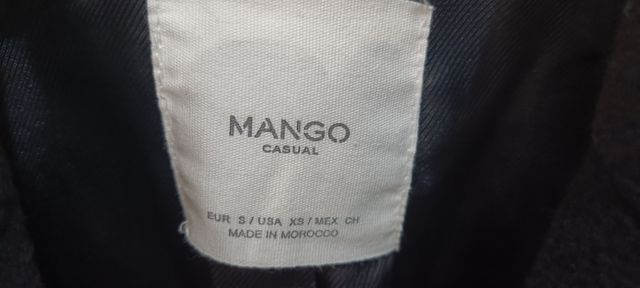 MANGO
CASUAL
EUR S / USA XS / MEX CH
MADE IN MOROCCO